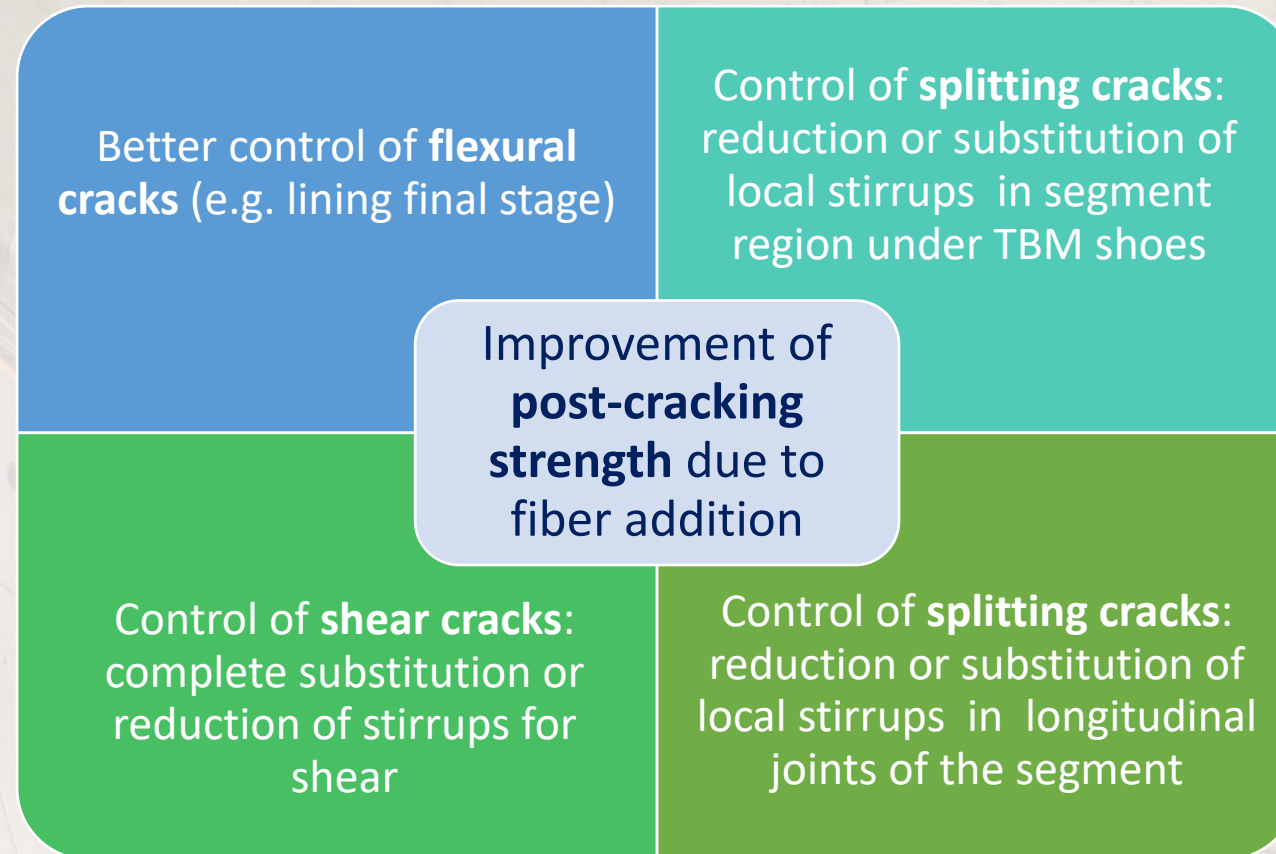 Better control of flexural
cracks (e.g. lining final stage)
Control of splitting cracks:
reduction or substitution of
local stirrups in segment
region under TBM shoes
Improvement of
post-cracking
strength due to
fiber addition
Control of shear cracks:
complete substitution or
reduction of stirrups for
shear
Control of splitting cracks:
reduction or substitution of
local stirrups in longitudinal
joints of the segment